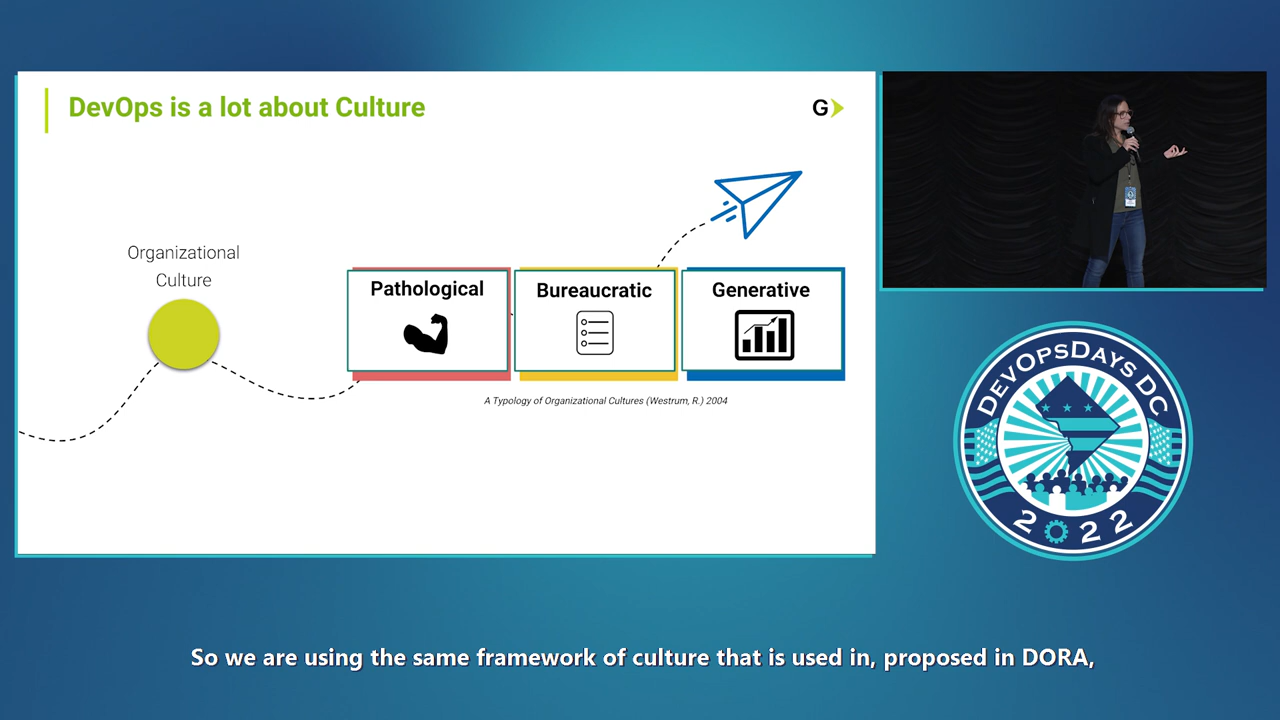 DevOps is a lot about Culture
G
Organizational
Culture
Pathological
Bureaucratic
Generative
A Typology of Organizational Cultures (Westrum, R.) 2004
DEVOPSDAYS DC
2022
So we are using the same framework of culture that is used in, proposed in DORA,